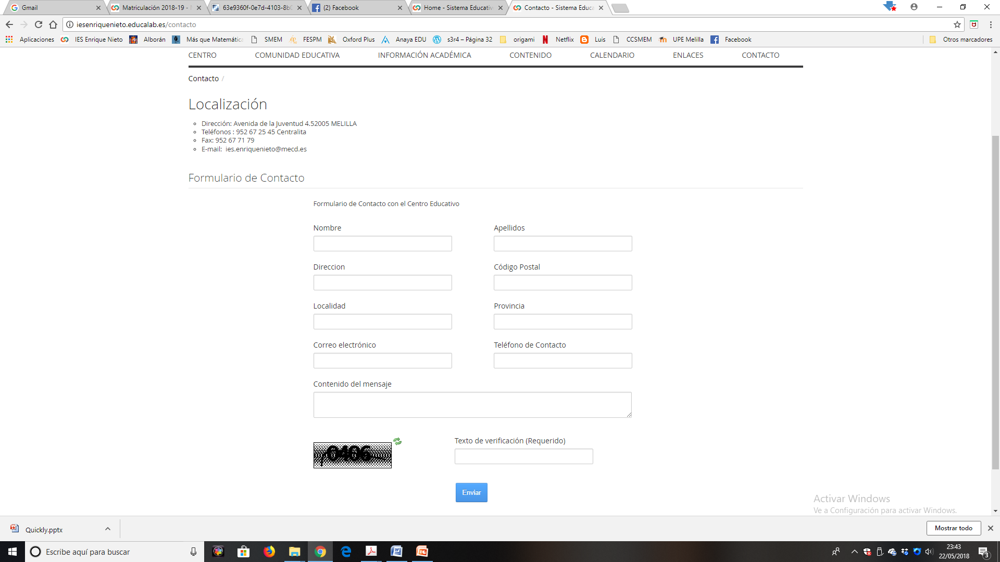 Gmail
Matriculación 2018-19 -
63e9360f-0e7d-4103-8b0
(2) Facebook
Home - Sistema Educativ
Contacto - Sistema Educa
iesenriquenieto.educalab.es/contacto
Aplicaciones
IES Enrique Nieto
Alborán
Más que Matemática
SMEM
FESPM
Oxford Plus
Anaya EDU
s3r4 – Página 32
origami
Netflix
Luis
CCSMEM
UPE Melilla
Facebook
Otros marcadores
CENTRO
COMUNIDAD EDUCATIVA
INFORMACIÓN ACADÉMICA
CONTENIDO
CALENDARIO
ENLACES
CONTACTO
Contacto /
Localización
Dirección: Avenida de la Juventud 4.52005 MELILLA
Teléfonos : 952 67 25 45 Centralita
Fax: 952 67 71 79
E-mail: ies.enriquenieto@mecd.es
Formulario de Contacto
Formulario de Contacto con el Centro Educativo
Nombre
Apellidos
Direccion
Código Postal
Localidad
Provincia
Correo electrónico
Teléfono de Contacto
Contenido del mensaje
0406
Texto de verificación (Requerido)
Enviar
Activar Windows
Ve a Configuración para activar Windows.
Quickly.pptx
Mostrar todo
Escribe aquí para buscar
23:43
22/05/2018
3